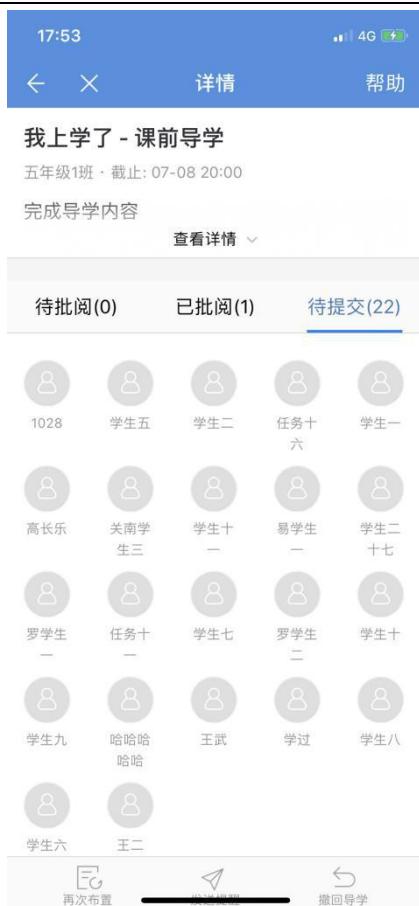 17:53 4G
详情 帮助
我上学了 - 课前导学
五年级1班 · 截止: 07-08 20:00
完成导学内容
查看详情
待批阅(0) 已批阅(1) 待提交(22)
1028 学生五 学生二 任务十 学生一
六
高长乐 关南学 学生十 易学生 学生二
生三 一 一 十七
罗学生 任务十 学生七 罗学生 学生十
一 一 二
学生九 哈哈哈 王武 学过 学生八
哈哈
学生六 王二
再次布置 发送提醒 撤回导学